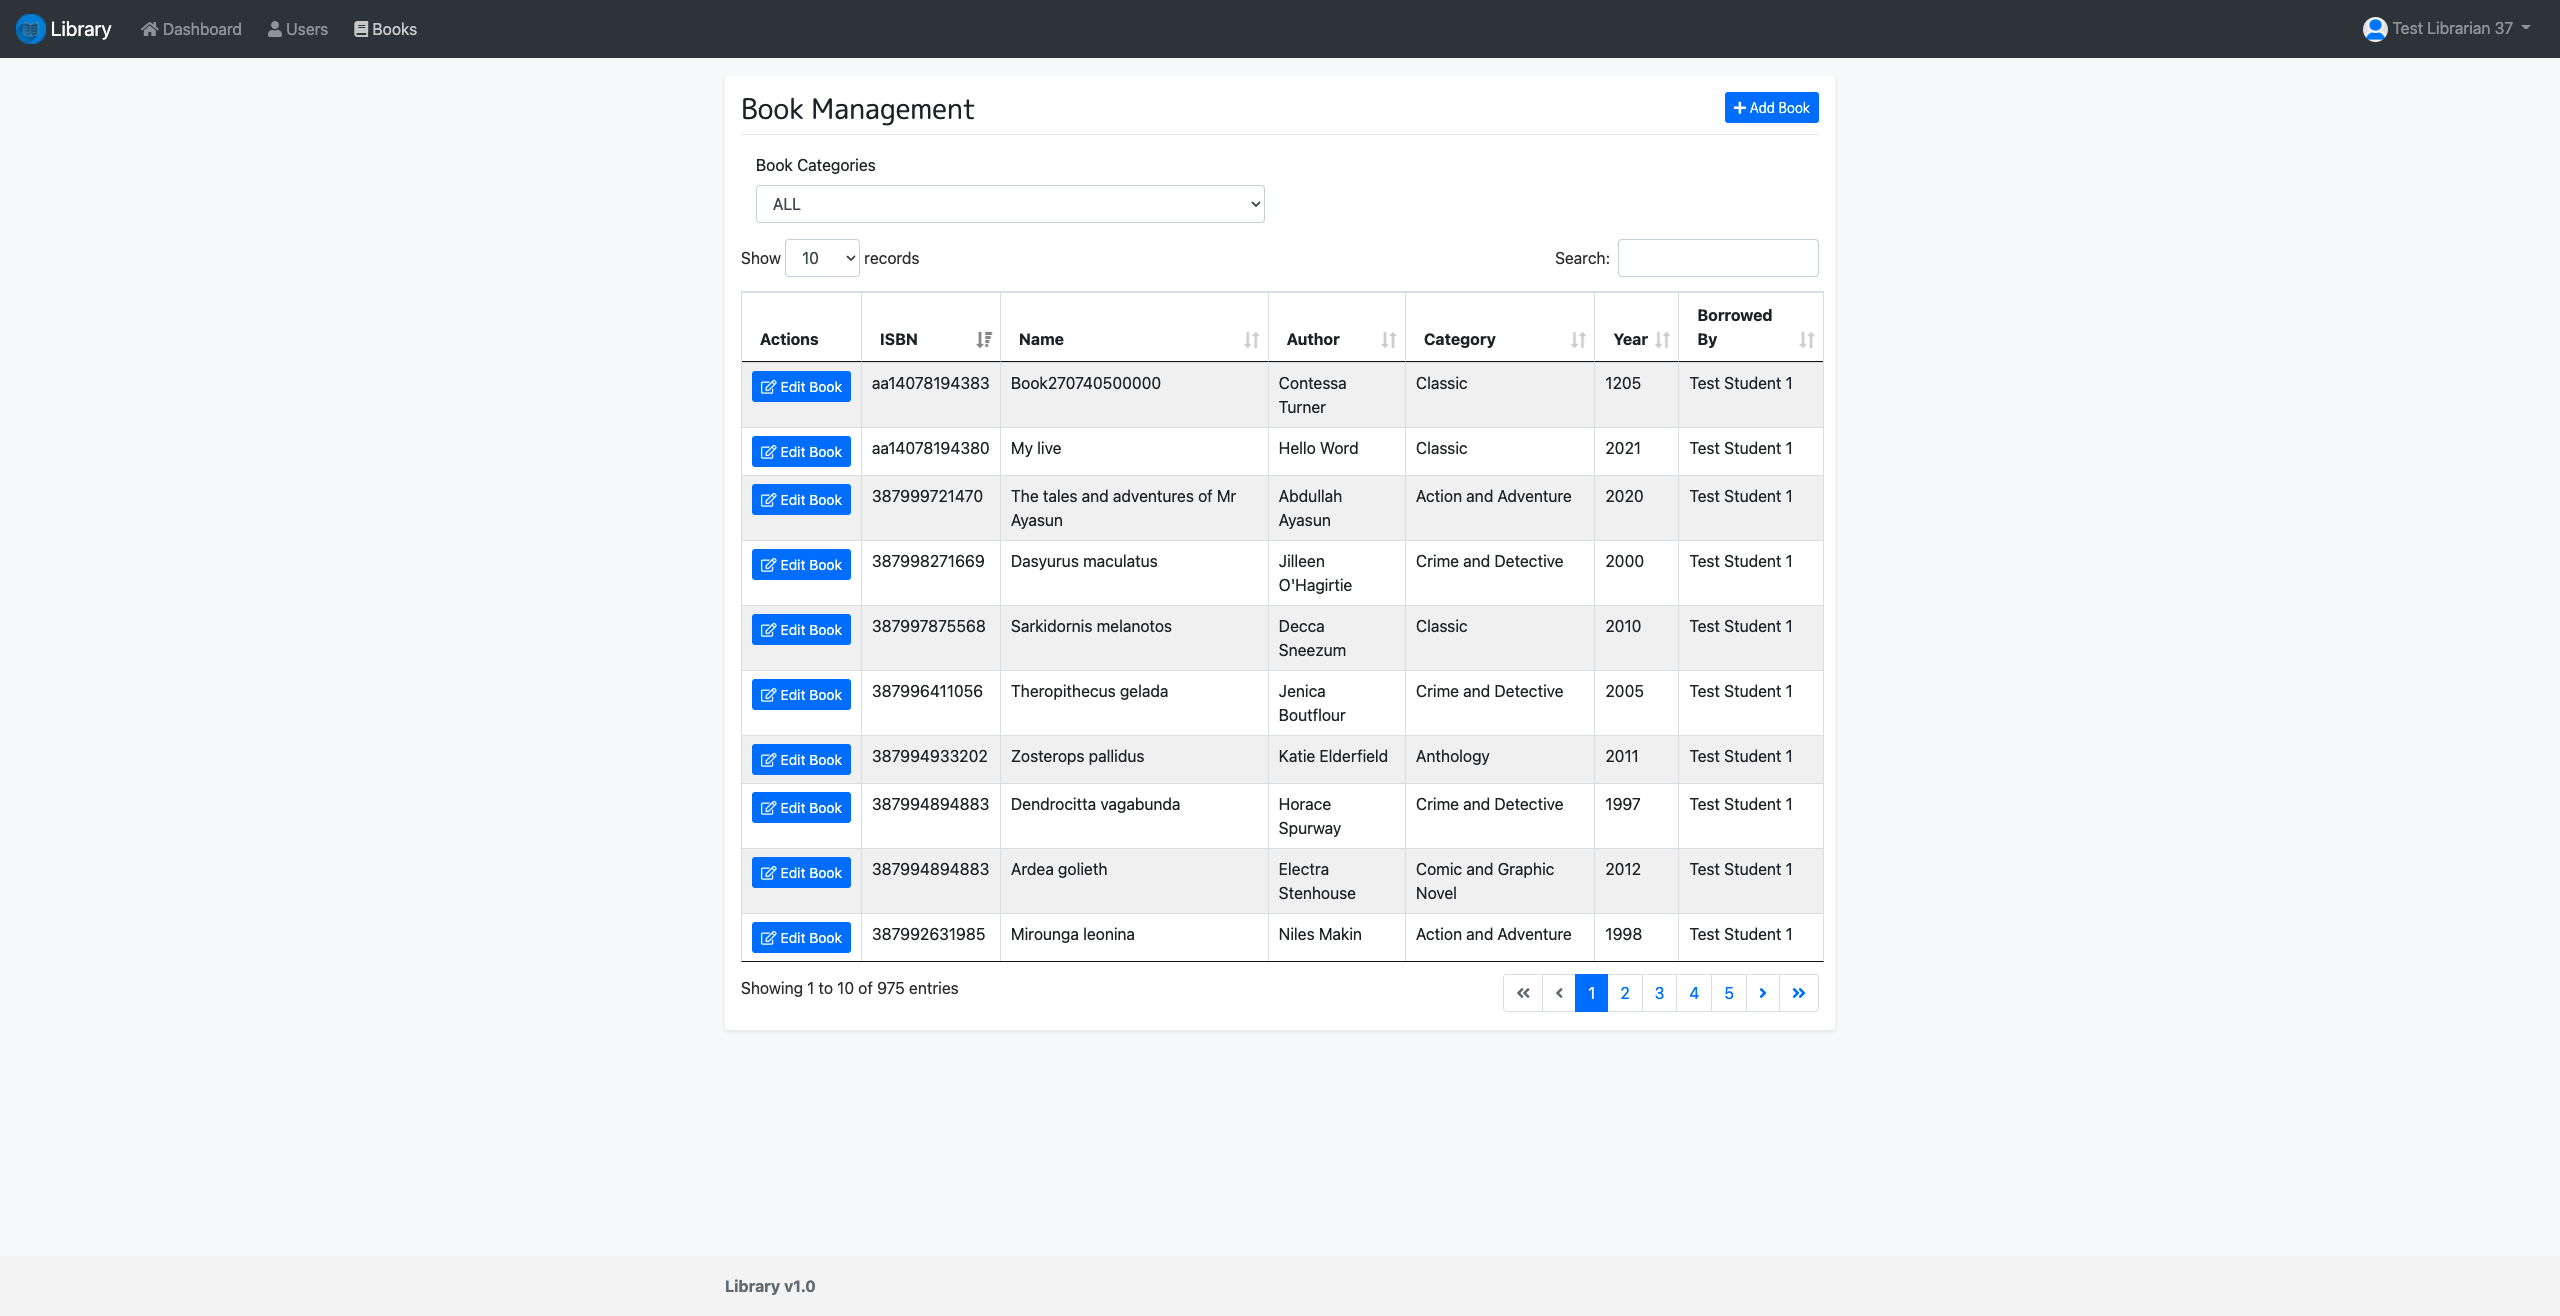 Library Dashboard Users Books Test Librarian 37
Book Management Add Book
Book Categories
ALL
Show 10 records Search:
Actions ISBN Name Author Category Year Borrowed By
Edit Book aa14078194383 Book270740500000 Contessa Turner Classic 1205 Test Student 1
Edit Book aa14078194380 My live Hello Word Classic 2021 Test Student 1
Edit Book 387999721470 The tales and adventures of Mr Ayasun Abdullah Ayasun Action and Adventure 2020 Test Student 1
Edit Book 387998271669 Dasyurus maculatus Jilleen O'Hagirtie Crime and Detective 2000 Test Student 1
Edit Book 387997875568 Sarkidornis melanotos Decca Sneezum Classic 2010 Test Student 1
Edit Book 387996411056 Theropithecus gelada Jenica Boutflour Crime and Detective 2005 Test Student 1
Edit Book 387994933202 Zosterops pallidus Katie Elderfield Anthology 2011 Test Student 1
Edit Book 387994894883 Dendrocitta vagabunda Horace Spurway Crime and Detective 1997 Test Student 1
Edit Book 387994894883 Ardea golieth Electra Stenhouse Comic and Graphic Novel 2012 Test Student 1
Edit Book 387992631985 Mirounga leonina Niles Makin Action and Adventure 1998 Test Student 1
Showing 1 to 10 of 975 entries 1 2 3 4 5
Library v1.0